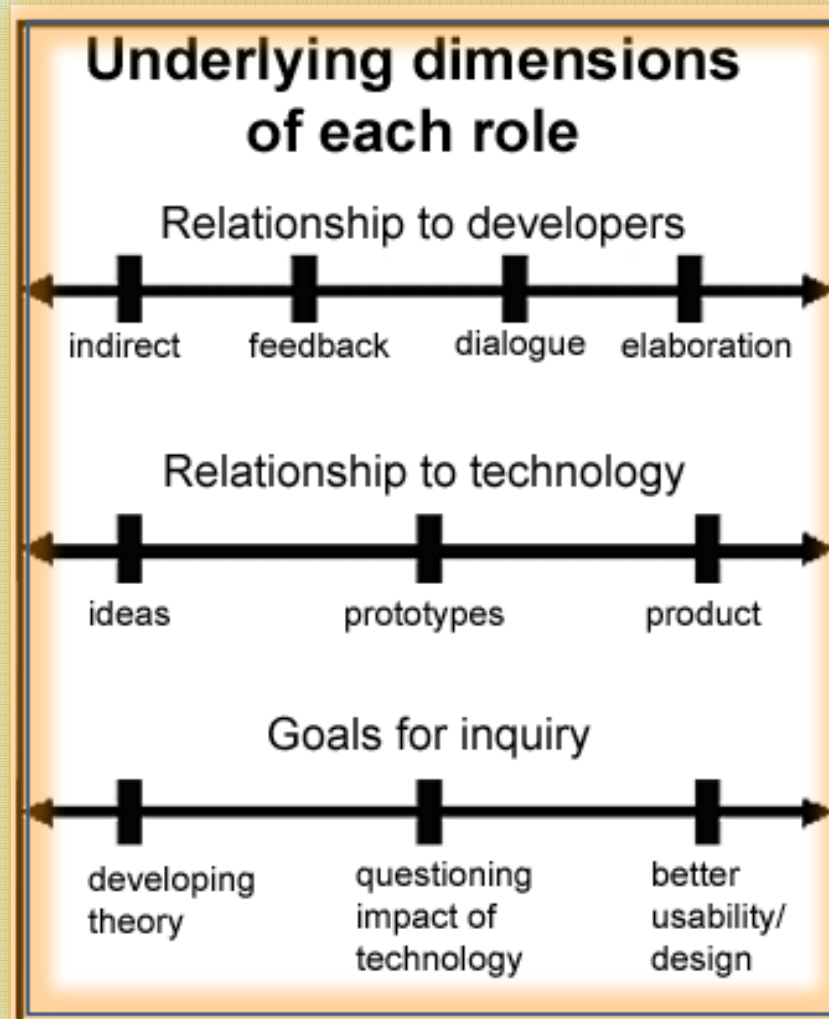 Underlying dimensions
of each role
Relationship to developers
indirect feedback dialogue elaboration
Relationship to technology
ideas prototypes product
Goals for inquiry
developing
theory
questioning
impact of
technology
better
usability/
design